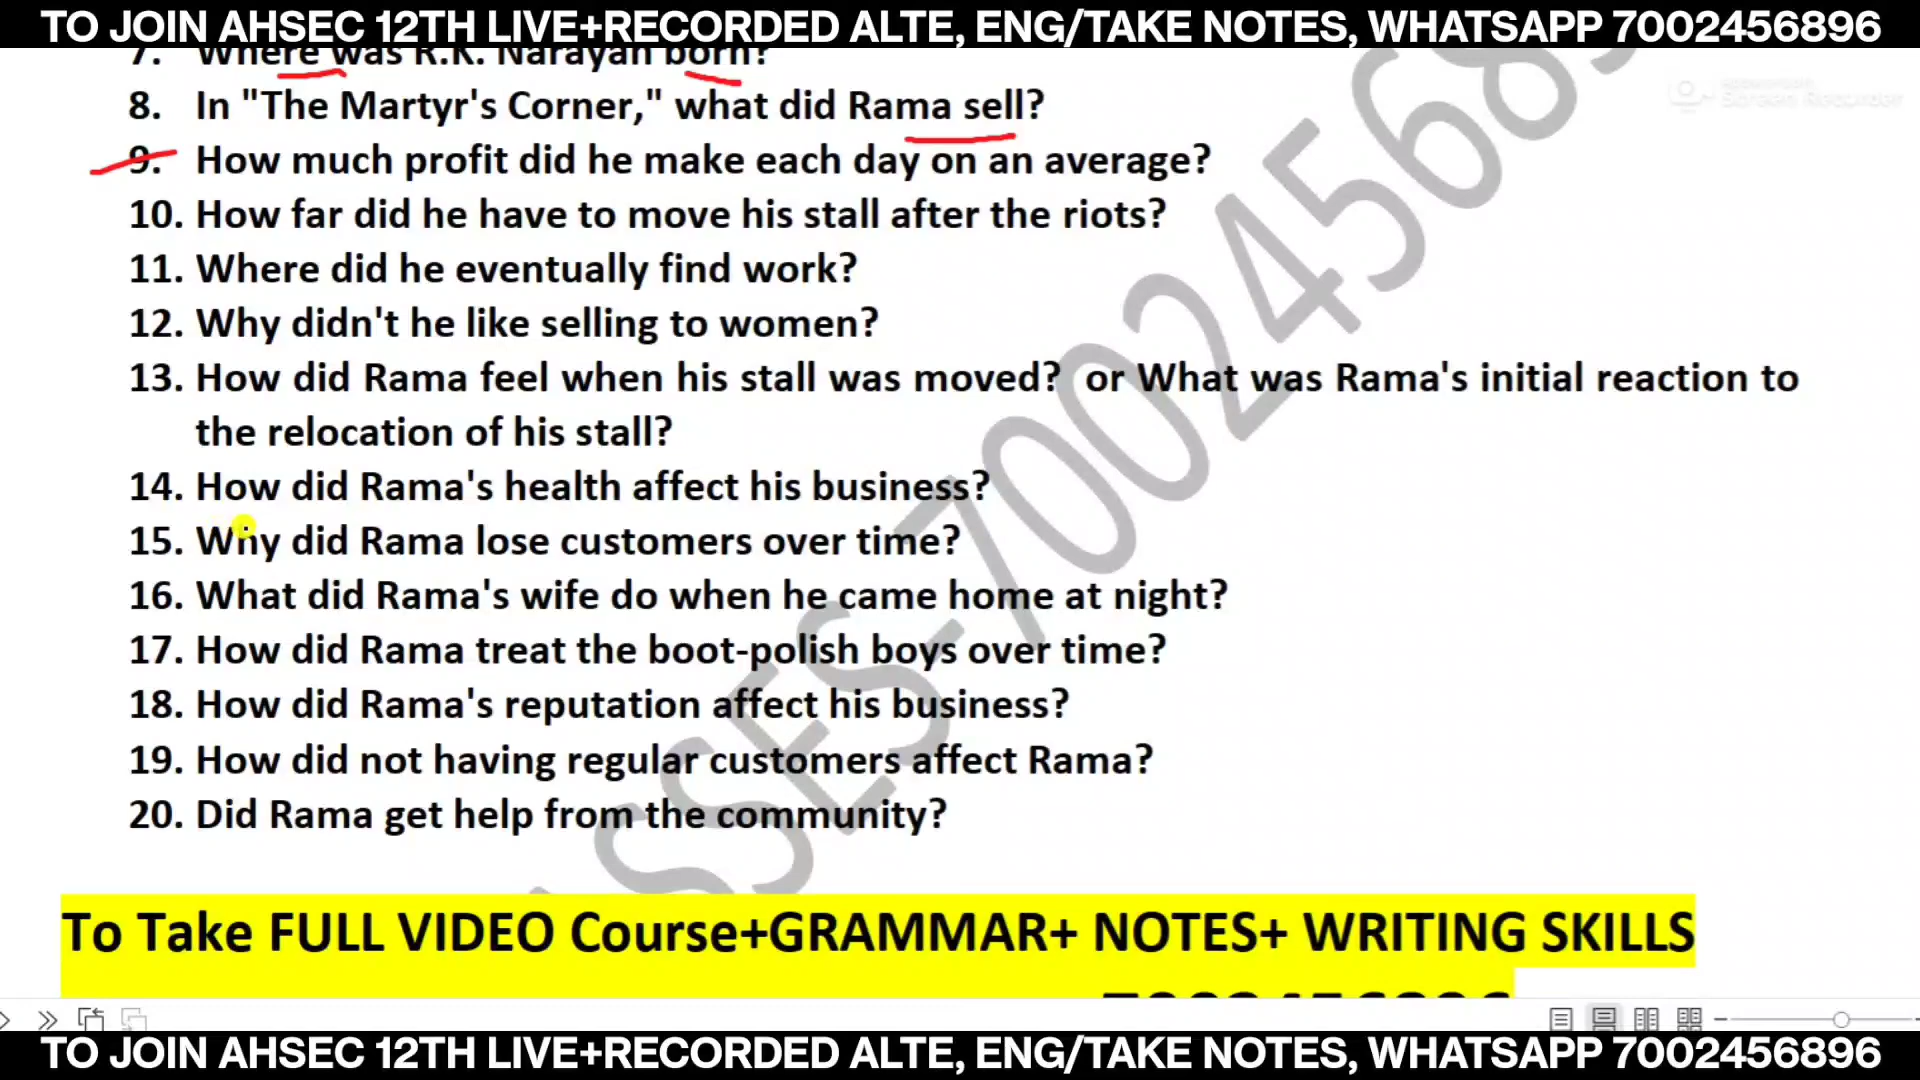 TO JOIN AHSEC 12TH LIVE+RECORDED ALTE, ENG/TAKE NOTES, WHATSAPP 7002456896
7. Where was R.K. Narayan born?
8. In "The Martyr's Corner," what did Rama sell?
Screen Recorder
9. How much profit did he make each day on an average?
10. How far did he have to move his stall after the riots?
11. Where did he eventually find work?
12. Why didn't he like selling to women?
13. How did Rama feel when his stall was moved? or What was Rama's initial reaction to
the relocation of his stall?
14. How did Rama's health affect his business?
15. Why did Rama lose customers over time?
16. What did Rama's wife do when he came home at night?
17. How did Rama treat the boot-polish boys over time?
18. How did Rama's reputation affect his business?
19. How did not having regular customers affect Rama?
20. Did Rama get help from the community?
To Take FULL VIDEO Course+GRAMMAR+ NOTES+ WRITING SKILLS
TO JOIN AHSEC 12TH LIVE+RECORDED ALTE, ENG/TAKE NOTES, WHATSAPP 7002456896